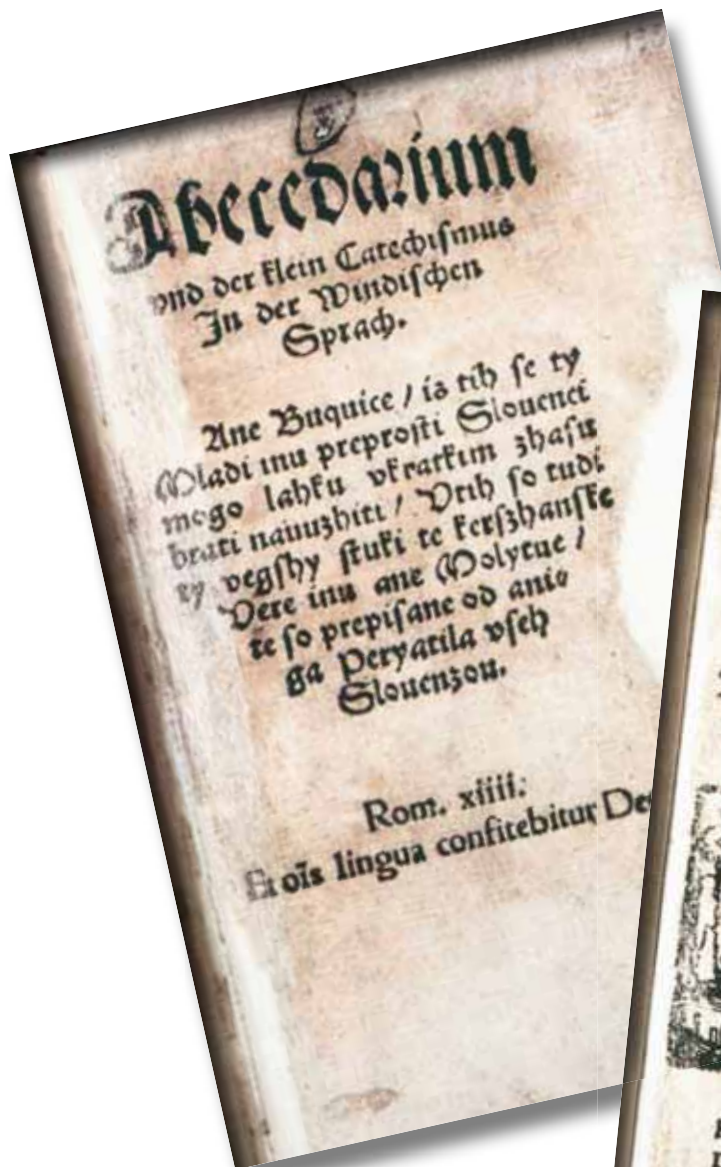 Abecedarium
vnd der klein Catechiſmus
In der Windiſchen
Sprach.
Ane Buquice / is tih ſe ty
Mladi inu preproſti Slouenci
mogo lahku vkratkim zhaſu
brati nauuzhiti / Vtih ſo tudi
ty vegſhy ſtuki te kerſzhanſke
Vere inu ane Molytue /
te ſo prepiſane od anio
ga Peryatila vſeh
Slouenzou.
Rom. xiiii.
Et oīs lingua confitebitur De